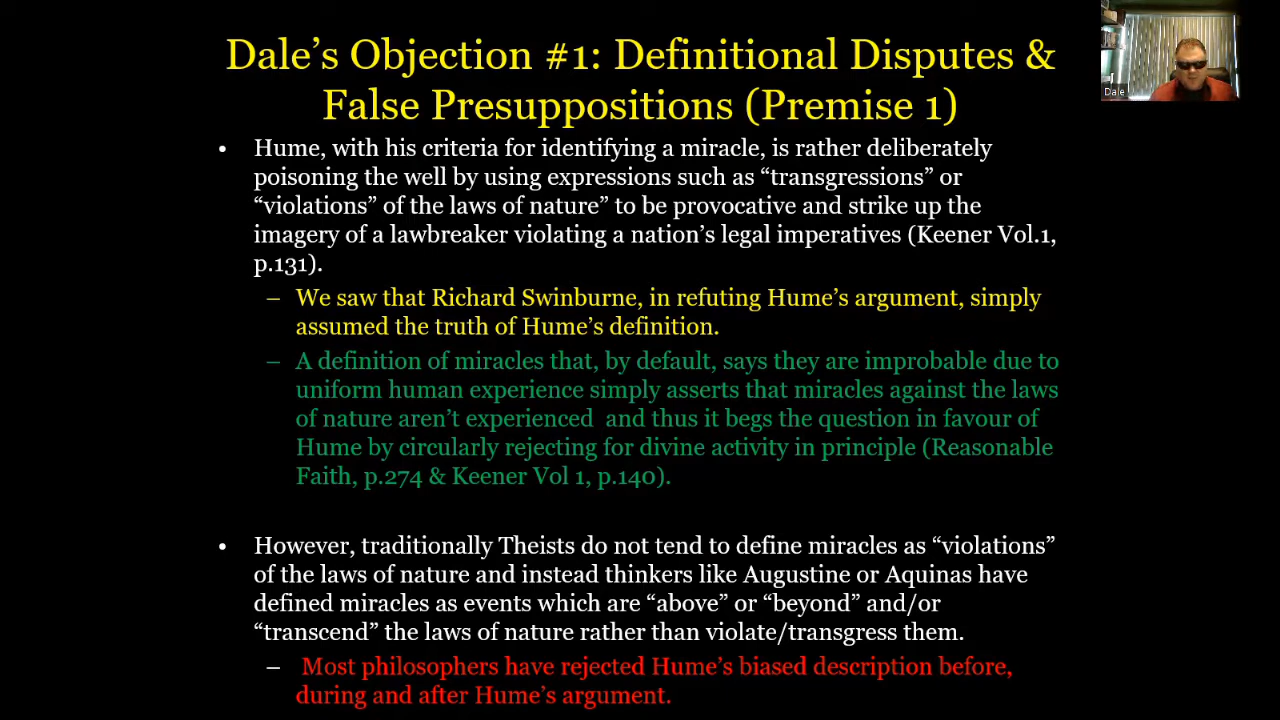 Dale's Objection #1: Definitional Disputes &
False Presuppositions (Premise 1)
• Hume, with his criteria for identifying a miracle, is rather deliberately
poisoning the well by using expressions such as “transgressions” or
“violations” of the laws of nature” to be provocative and strike up the
imagery of a lawbreaker violating a nation’s legal imperatives (Keener Vol.1,
p.131).
– We saw that Richard Swinburne, in refuting Hume’s argument, simply
assumed the truth of Hume’s definition.
– A definition of miracles that, by default, says they are improbable due to
uniform human experience simply asserts that miracles against the laws
of nature aren’t experienced and thus it begs the question in favour of
Hume by circularly rejecting for divine activity in principle (Reasonable
Faith, p.274 & Keener Vol 1, p.140).
• However, traditionally Theists do not tend to define miracles as “violations”
of the laws of nature and instead thinkers like Augustine or Aquinas have
defined miracles as events which are “above” or “beyond” and/or
“transcend” the laws of nature rather than violate/transgress them.
– Most philosophers have rejected Hume’s biased description before,
during and after Hume’s argument.
Dale